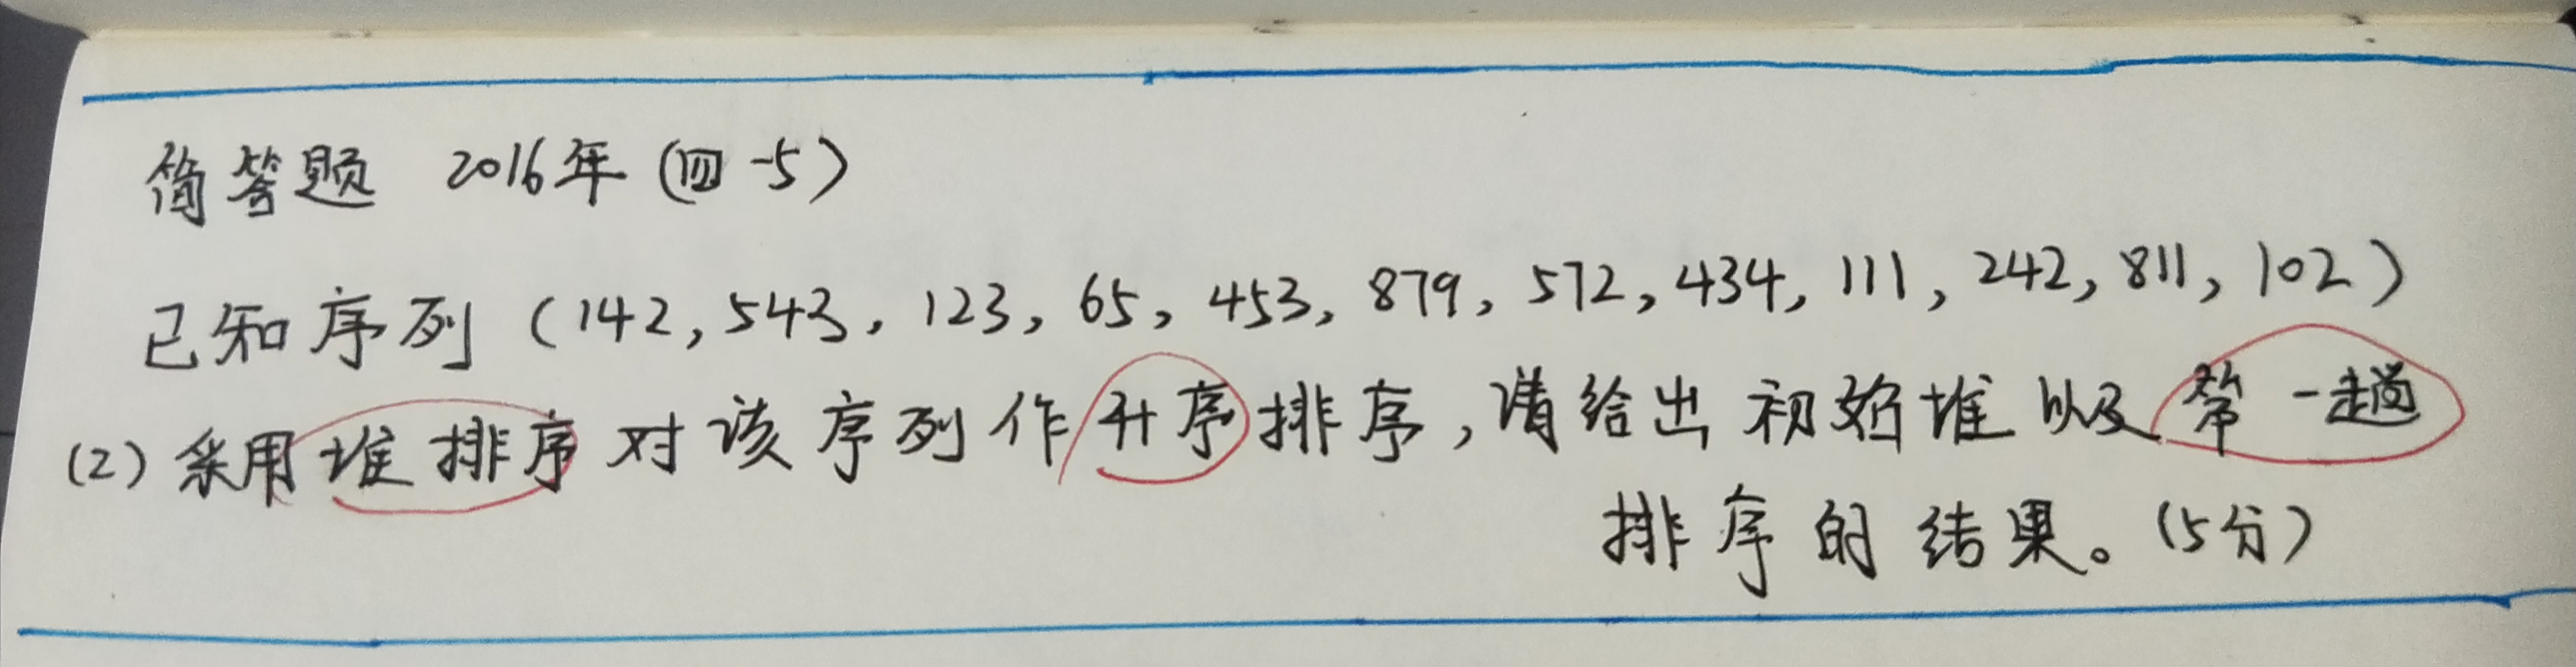 简答题 2016年(四-5)
已知序列(142,543,123,65,453,879,572,434,111,242,811,102)
(2)采用堆排序对该序列作升序排序,请给出初始堆以及第一趟
排序的结果。(5分)